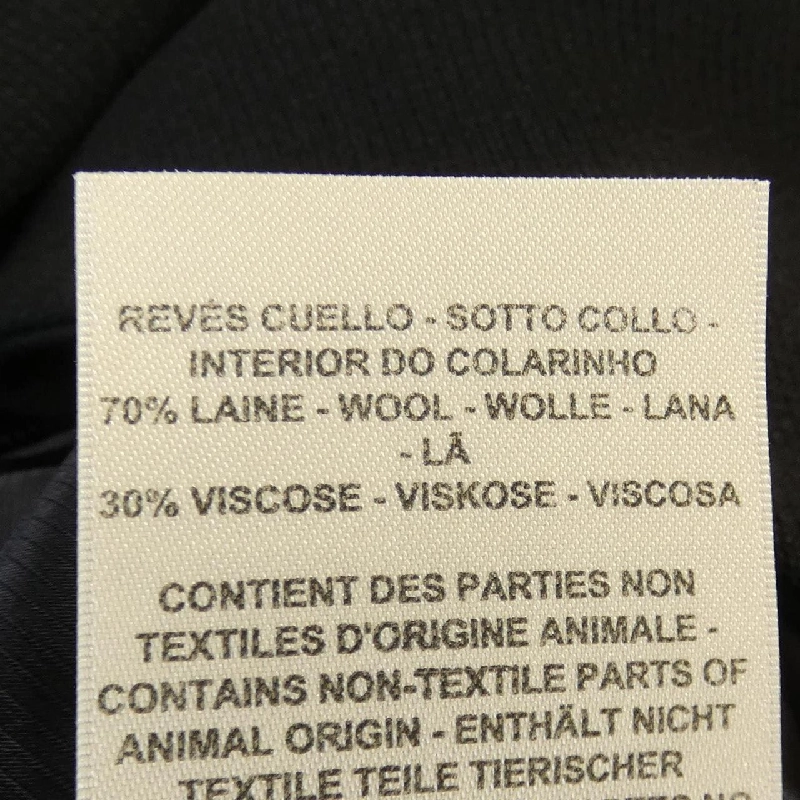 REVÉS CUELLO - SOTTO COLLO -
INTERIOR DO COLARINHO
70% LAINE - WOOL - WOLLE - LANA
- LÃ
30% VISCOSE - VISKOSE - VISCOSA
CONTIENT DES PARTIES NON
TEXTILES D'ORIGINE ANIMALE -
CONTAINS NON-TEXTILE PARTS OF
ANIMAL ORIGIN - ENTHÄLT NICHT
TEXTILE TEILE TIERISCHER